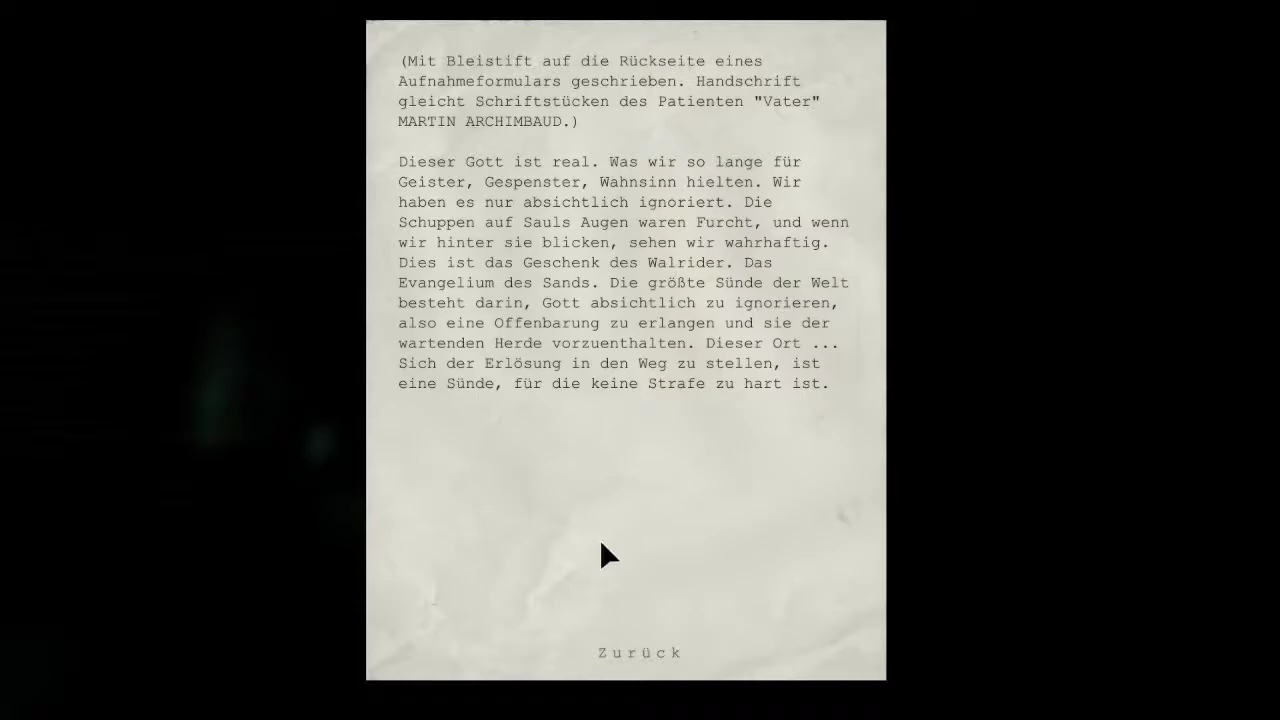 (Mit Bleistift auf die Rückseite eines
Aufnahmeformulars geschrieben. Handschrift
gleicht Schriftstücken des Patienten "Vater"
MARTIN ARCHIMBAUD.)
Dieser Gott ist real. Was wir so lange für
Geister, Gespenster, Wahnsinn hielten. Wir
haben es nur absichtlich ignoriert. Die
Schuppen auf Sauls Augen waren Furcht, und wenn
wir hinter sie blicken, sehen wir wahrhaftig.
Dies ist das Geschenk des Walrider. Das
Evangelium des Sands. Die größte Sünde der Welt
besteht darin, Gott absichtlich zu ignorieren,
also eine Offenbarung zu erlangen und sie der
wartenden Herde vorzuenthalten. Dieser Ort ...
Sich der Erlösung in den Weg zu stellen, ist
eine Sünde, für die keine Strafe zu hart ist.
Zurück